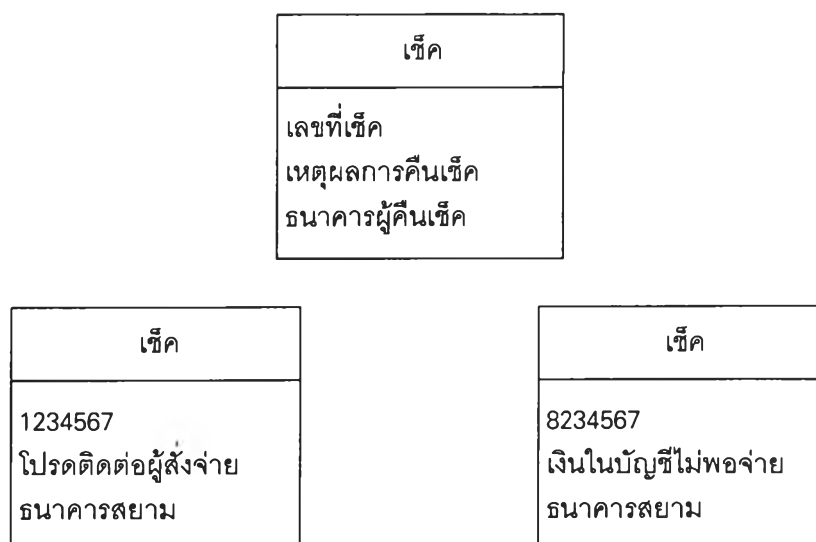 เช็ค
เลขที่เช็ค
เหตุผลการคืนเช็ค
ธนาคารผู้คืนเช็ค
เช็ค
1234567
โปรดติดต่อผู้สั่งจ่าย
ธนาคารสยาม
เช็ค
8234567
เงินในบัญชีไม่พอจ่าย
ธนาคารสยาม